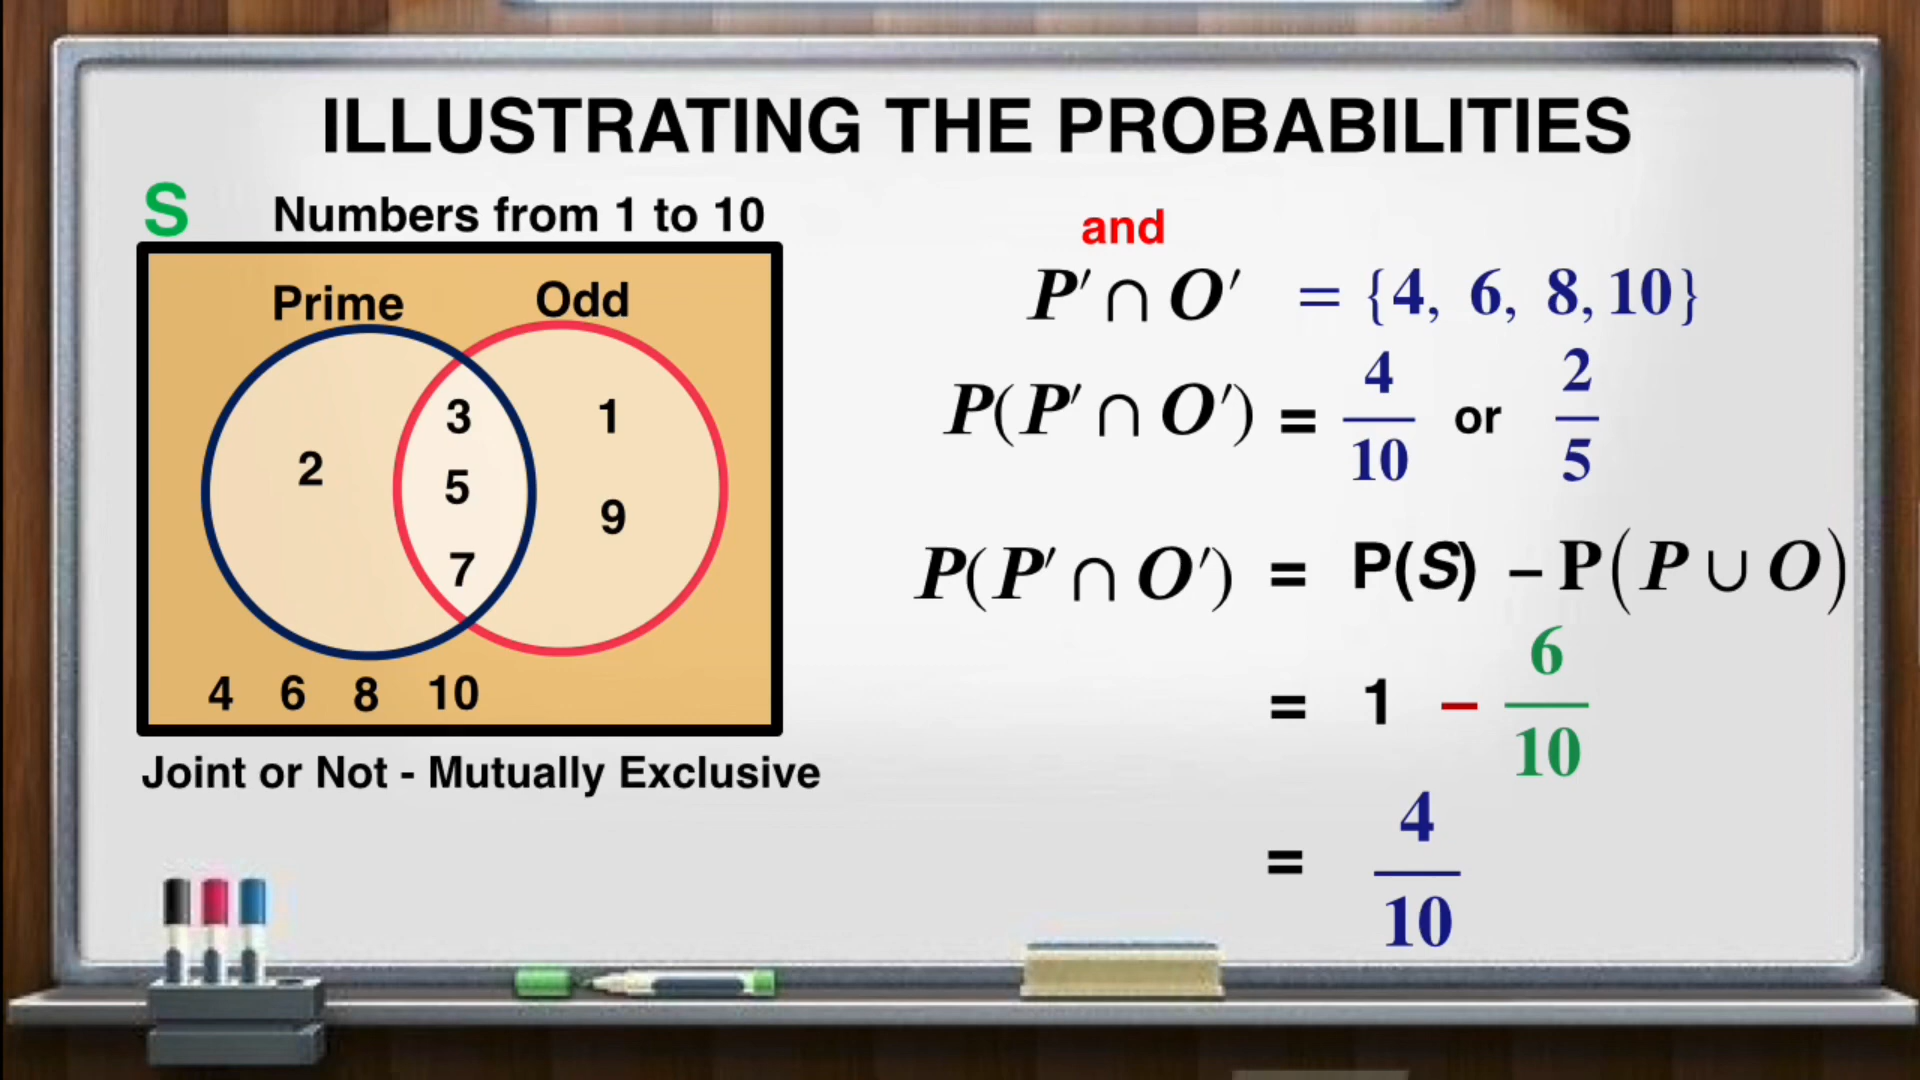 ILLUSTRATING THE PROBABILITIES
S
Numbers from 1 to 10
Prime
Odd
3
1
2
5
9
7
4 6 8 10
Joint or Not - Mutually Exclusive
and
P′ ∩ O′ = {4, 6, 8, 10}
P(P′ ∩ O′) = 4/10 or 2/5
P(P′ ∩ O′) = P(S) – P(P ∪ O)
= 1 – 6/10
= 4/10